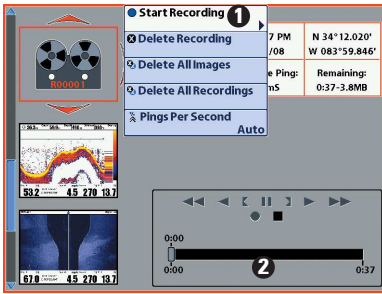 Start Recording 1
Delete Recording
Delete All Images
Delete All Recordings
Pings Per Second
Auto
7 PM
/08
N 34°12.020'
W 083°59.846'
e Ping:
mS
Remaining:
0:37-3.8MB
R00001
53.2 4.5 270 13.7
67.0 4.5 270 13.7
0:00
2
0:00 0:37